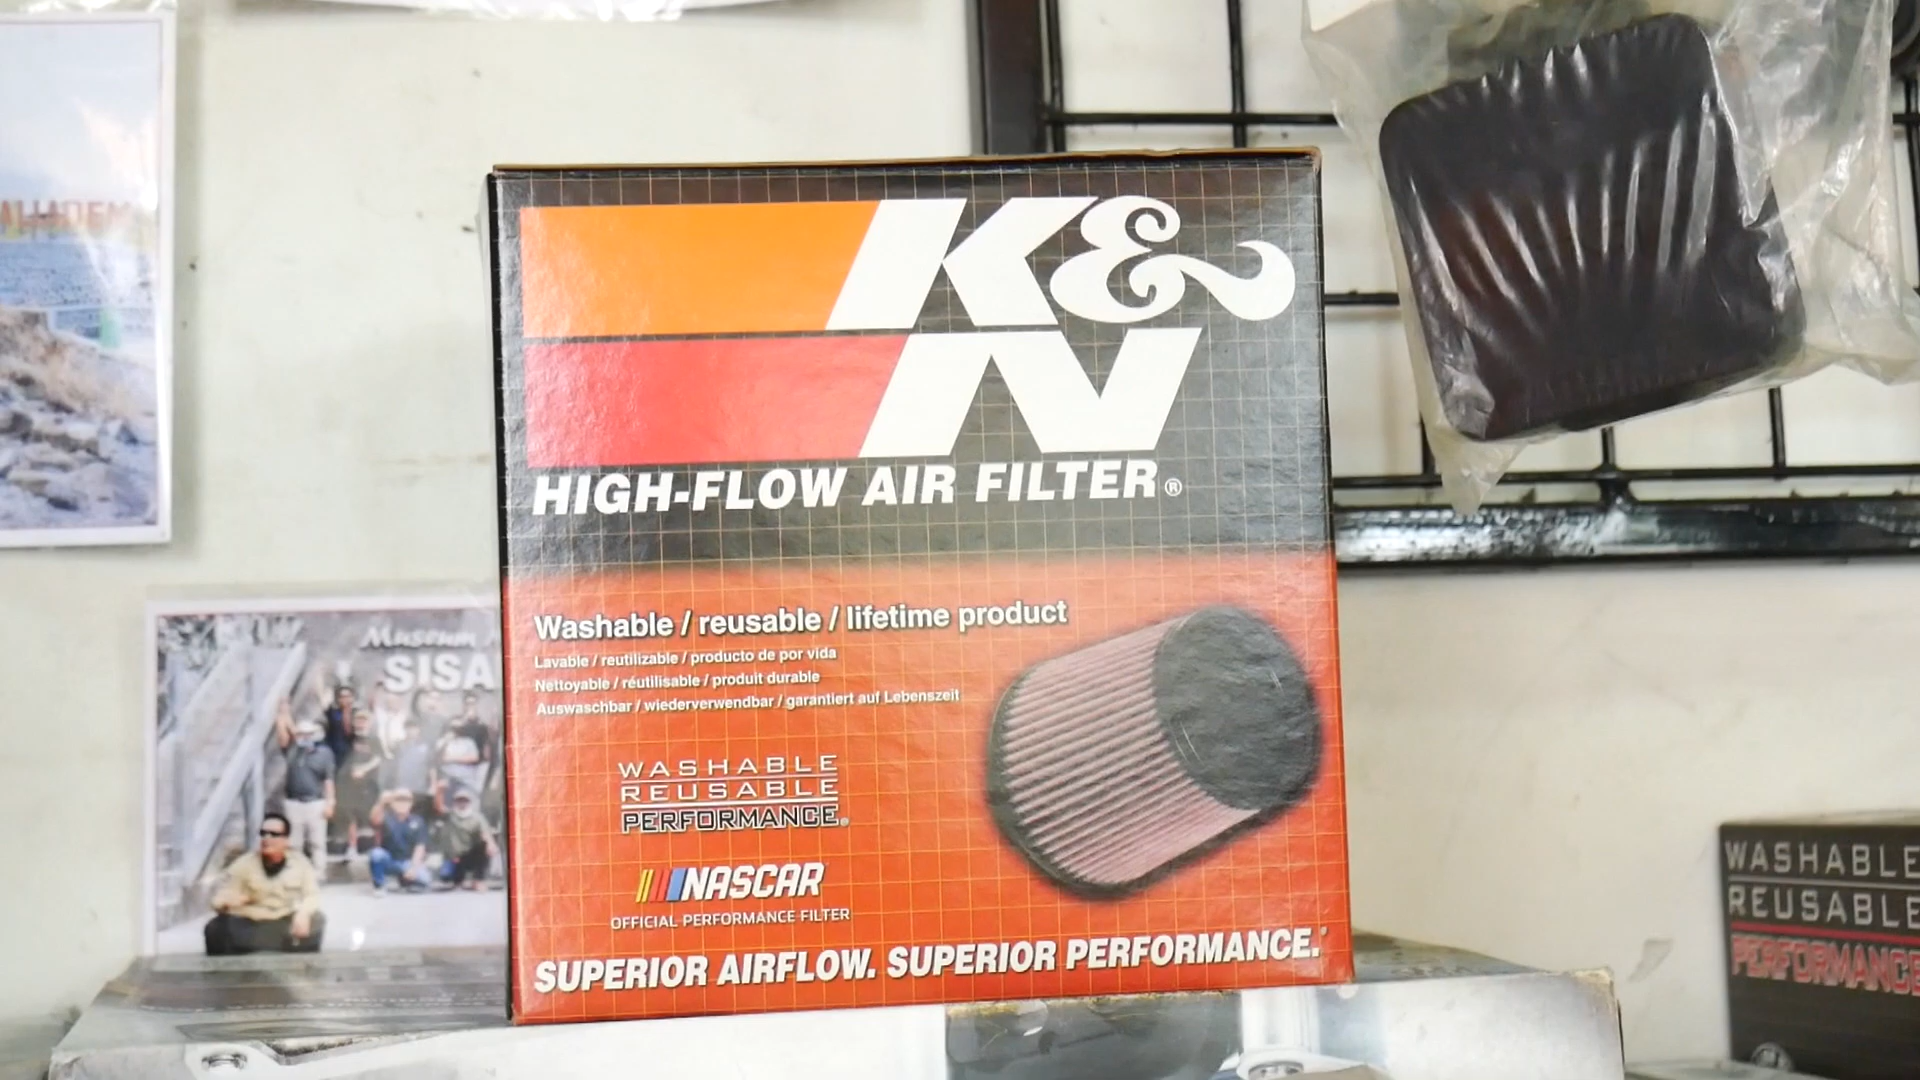 K&
N
HIGH-FLOW AIR FILTER®
Washable / reusable / lifetime product
Lavable / reutilizable / producto de por vida
Nettoyable / réutilisable / produit durable
Auswaschbar / wiederverwendbar / garantiert auf Lebenszeit
WASHABLE
REUSABLE
PERFORMANCE®
NASCAR
OFFICIAL PERFORMANCE FILTER
SUPERIOR AIRFLOW. SUPERIOR PERFORMANCE.
Museum
SISA
WASHABLE
REUSABLE
PERFORMANCE